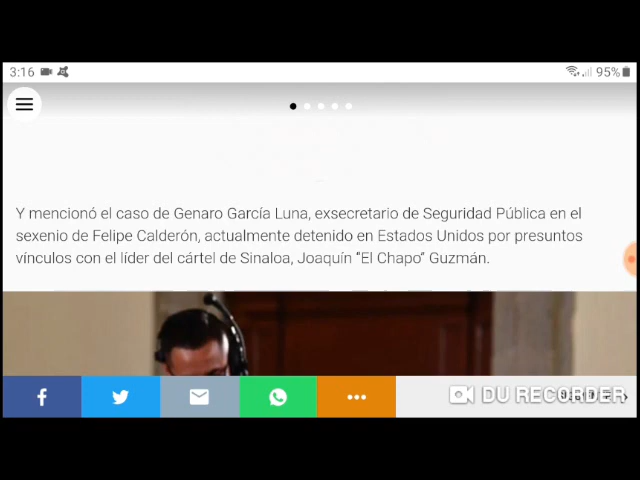 3:16
95%
Y mencionó el caso de Genaro García Luna, exsecretario de Seguridad Pública en el
sexenio de Felipe Calderón, actualmente detenido en Estados Unidos por presuntos
vínculos con el líder del cártel de Sinaloa, Joaquín “El Chapo” Guzmán.
DU RECORDER